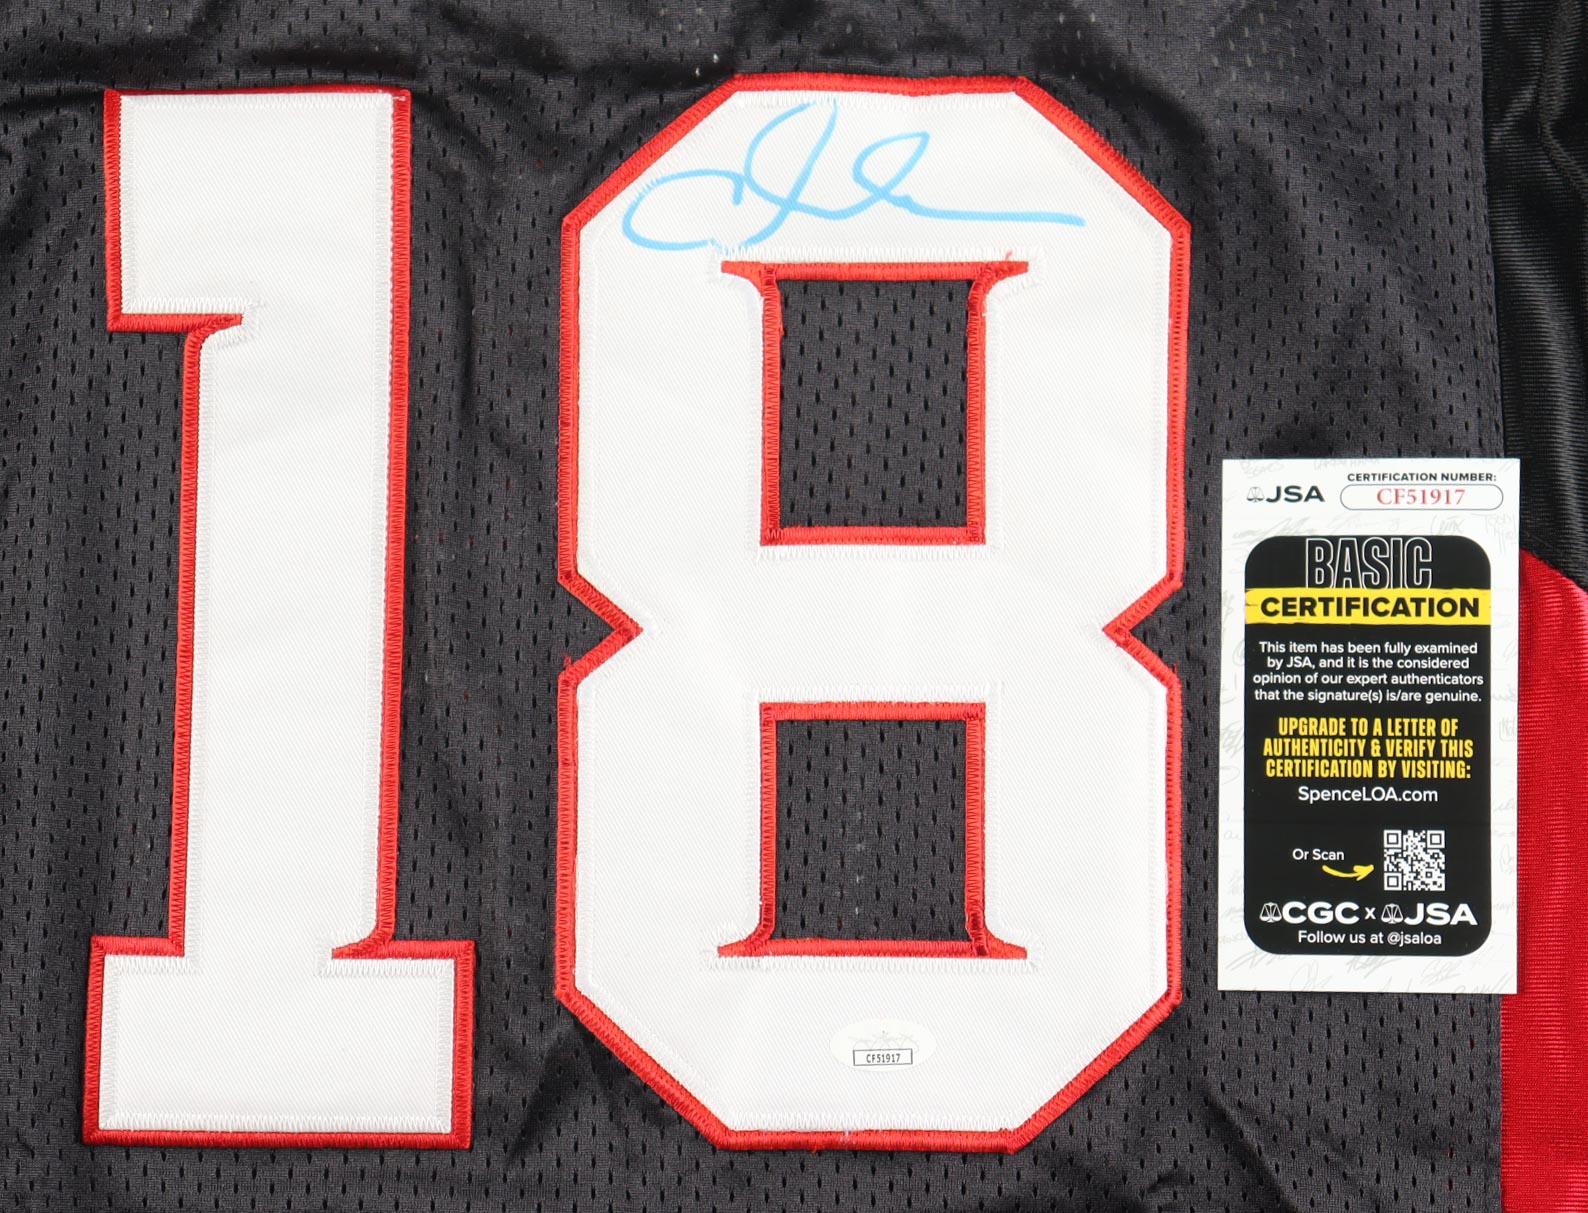 18
JSA
CERTIFICATION NUMBER:
CF51917
BASIC
CERTIFICATION
This item has been fully examined
by JSA, and it is the considered
opinion of our expert authenticators
that the signature(s) is/are genuine.
UPGRADE TO A LETTER OF
AUTHENTICITY & VERIFY THIS
CERTIFICATION BY VISITING:
SpenceLOA.com
Or Scan
CGC x JSA
Follow us at @jsaloa
CF51917